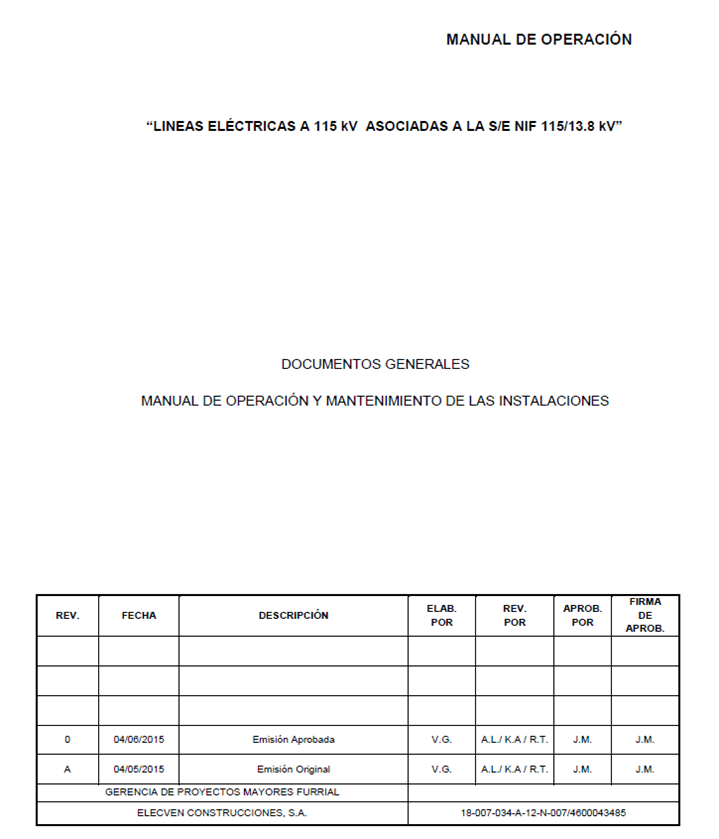 MANUAL DE OPERACIÓN
“LINEAS ELÉCTRICAS A 115 kV ASOCIADAS A LA S/E NIF 115/13.8 kV”
DOCUMENTOS GENERALES
MANUAL DE OPERACIÓN Y MANTENIMIENTO DE LAS INSTALACIONES
REV. FECHA DESCRIPCIÓN ELAB. POR REV. POR APROB. POR FIRMA DE APROB.
0 04/06/2015 Emisión Aprobada V.G. A.L./ K.A / R.T. J.M. J.M.
A 04/05/2015 Emisión Original V.G. A.L./ K.A / R.T. J.M. J.M.
GERENCIA DE PROYECTOS MAYORES FURRIAL
ELECVEN CONSTRUCCIONES, S.A. 18-007-034-A-12-N-007/4600043485